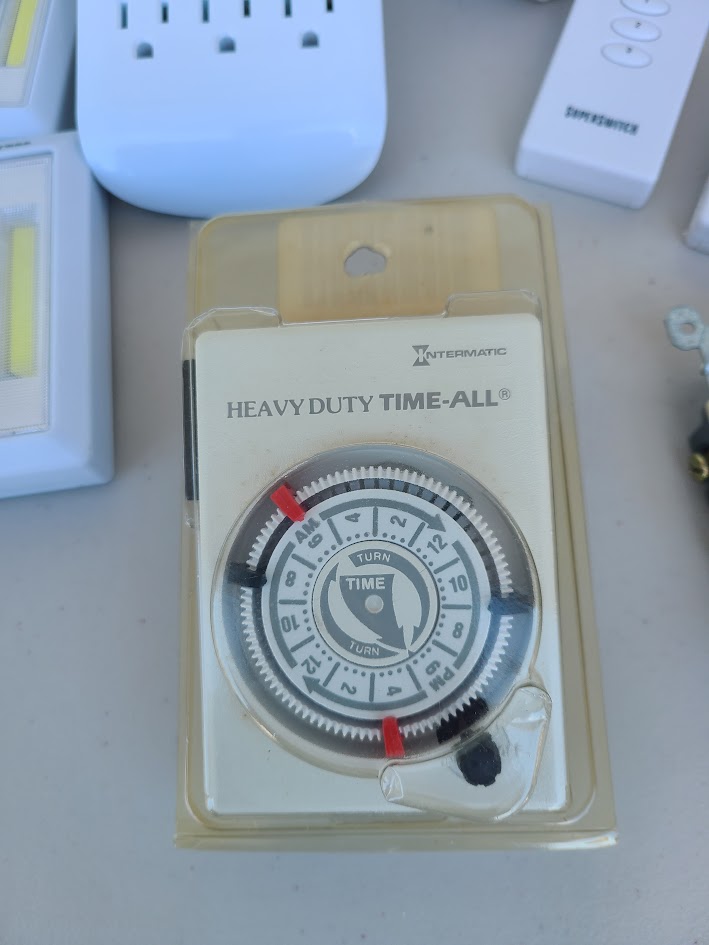 SUPERSWITCH
INTERMATIC
HEAVY DUTY TIME-ALL®
AM
6
4
2
12
10
8
6
PM
4
2
12
10
8
TURN
TIME
TURN